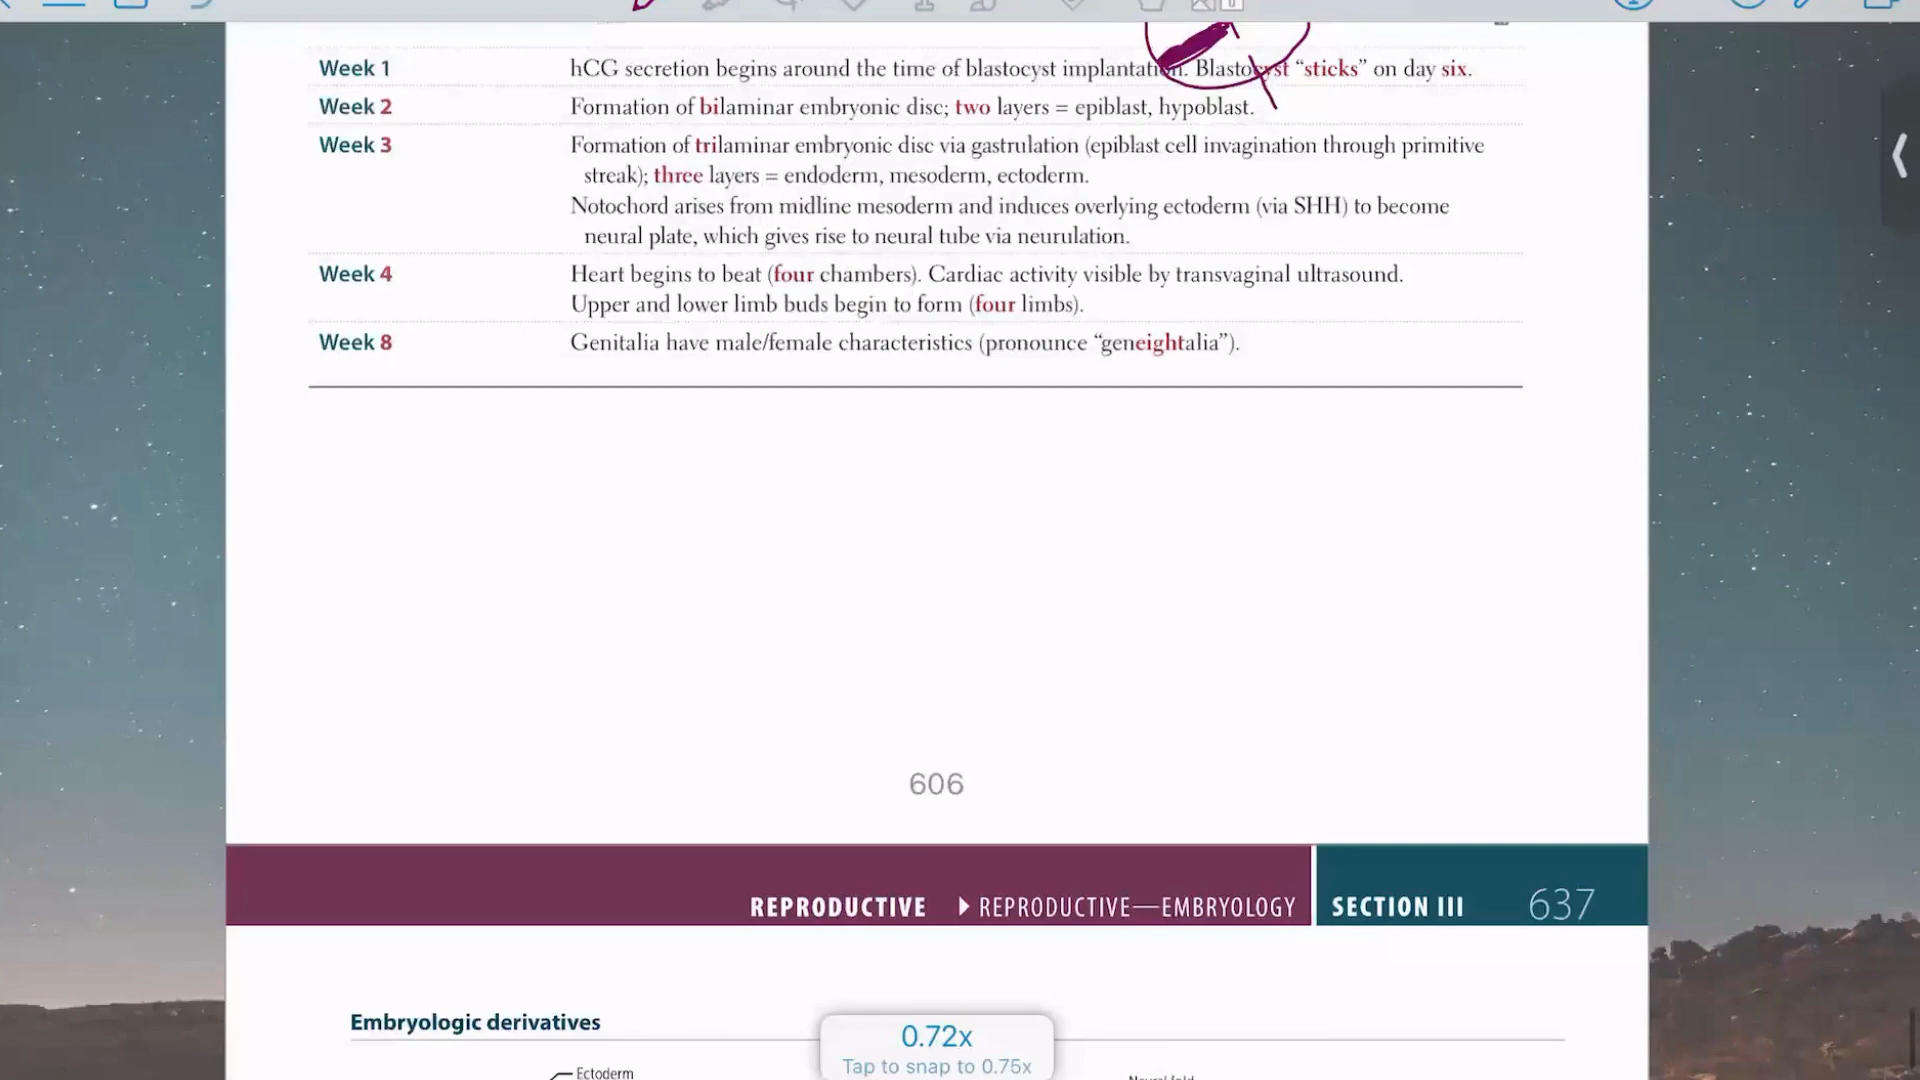 Week 1 hCG secretion begins around the time of blastocyst implantation. Blastocyst “sticks” on day six.
Week 2 Formation of bilaminar embryonic disc; two layers = epiblast, hypoblast.
Week 3 Formation of trilaminar embryonic disc via gastrulation (epiblast cell invagination through primitive
streak); three layers = endoderm, mesoderm, ectoderm.
Notochord arises from midline mesoderm and induces overlying ectoderm (via SHH) to become
neural plate, which gives rise to neural tube via neurulation.
Week 4 Heart begins to beat (four chambers). Cardiac activity visible by transvaginal ultrasound.
Upper and lower limb buds begin to form (four limbs).
Week 8 Genitalia have male/female characteristics (pronounce “geneightalia”).
606
REPRODUCTIVE REPRODUCTIVE—EMBRYOLOGY SECTION III 637
Embryologic derivatives
0.72x
Tap to snap to 0.75x
Ectoderm
Neural fold